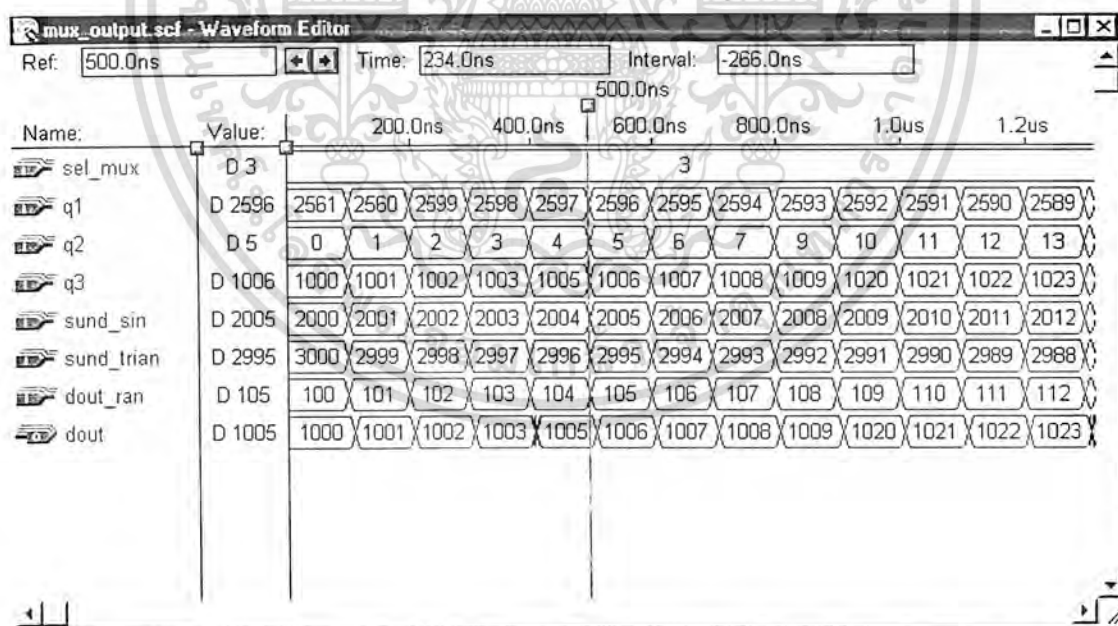 mux_output.scf - Waveform Editor
Ref: 500.0ns Time: 234.0ns Interval: -266.0ns
500.0ns
Name: Value: 200.0ns 400.0ns 600.0ns 800.0ns 1.0us 1.2us
sel_mux D 3 3
q1 D 2596 2561 2560 2599 2598 2597 2596 2595 2594 2593 2592 2591 2590 2589
q2 D 5 0 1 2 3 4 5 6 7 9 10 11 12 13
q3 D 1006 1000 1001 1002 1003 1005 1006 1007 1008 1009 1020 1021 1022 1023
sund_sin D 2005 2000 2001 2002 2003 2004 2005 2006 2007 2008 2009 2010 2011 2012
sund_trian D 2995 3000 2999 2998 2997 2996 2995 2994 2993 2992 2991 2990 2989 2988
dout_ran D 105 100 101 102 103 104 105 106 107 108 109 110 111 112
dout D 1005 1000 1001 1002 1003 1005 1006 1007 1008 1009 1020 1021 1022 1023